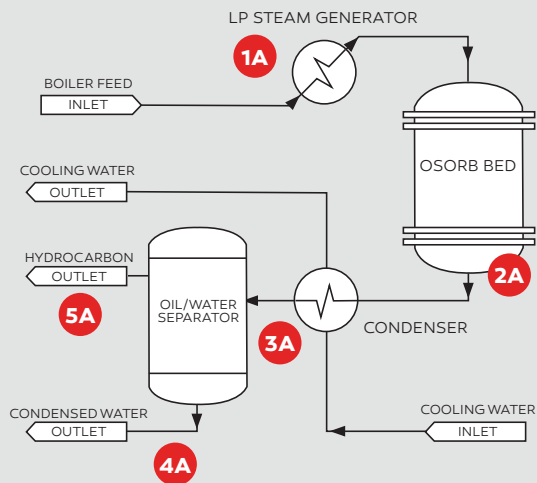 LP STEAM GENERATOR
1A
BOILER FEED
INLET
COOLING WATER
OUTLET
OSORB BED
HYDROCARBON
OUTLET
5A
OIL/WATER
SEPARATOR
2A
3A
CONDENSER
CONDENSED WATER
OUTLET
4A
COOLING WATER
INLET